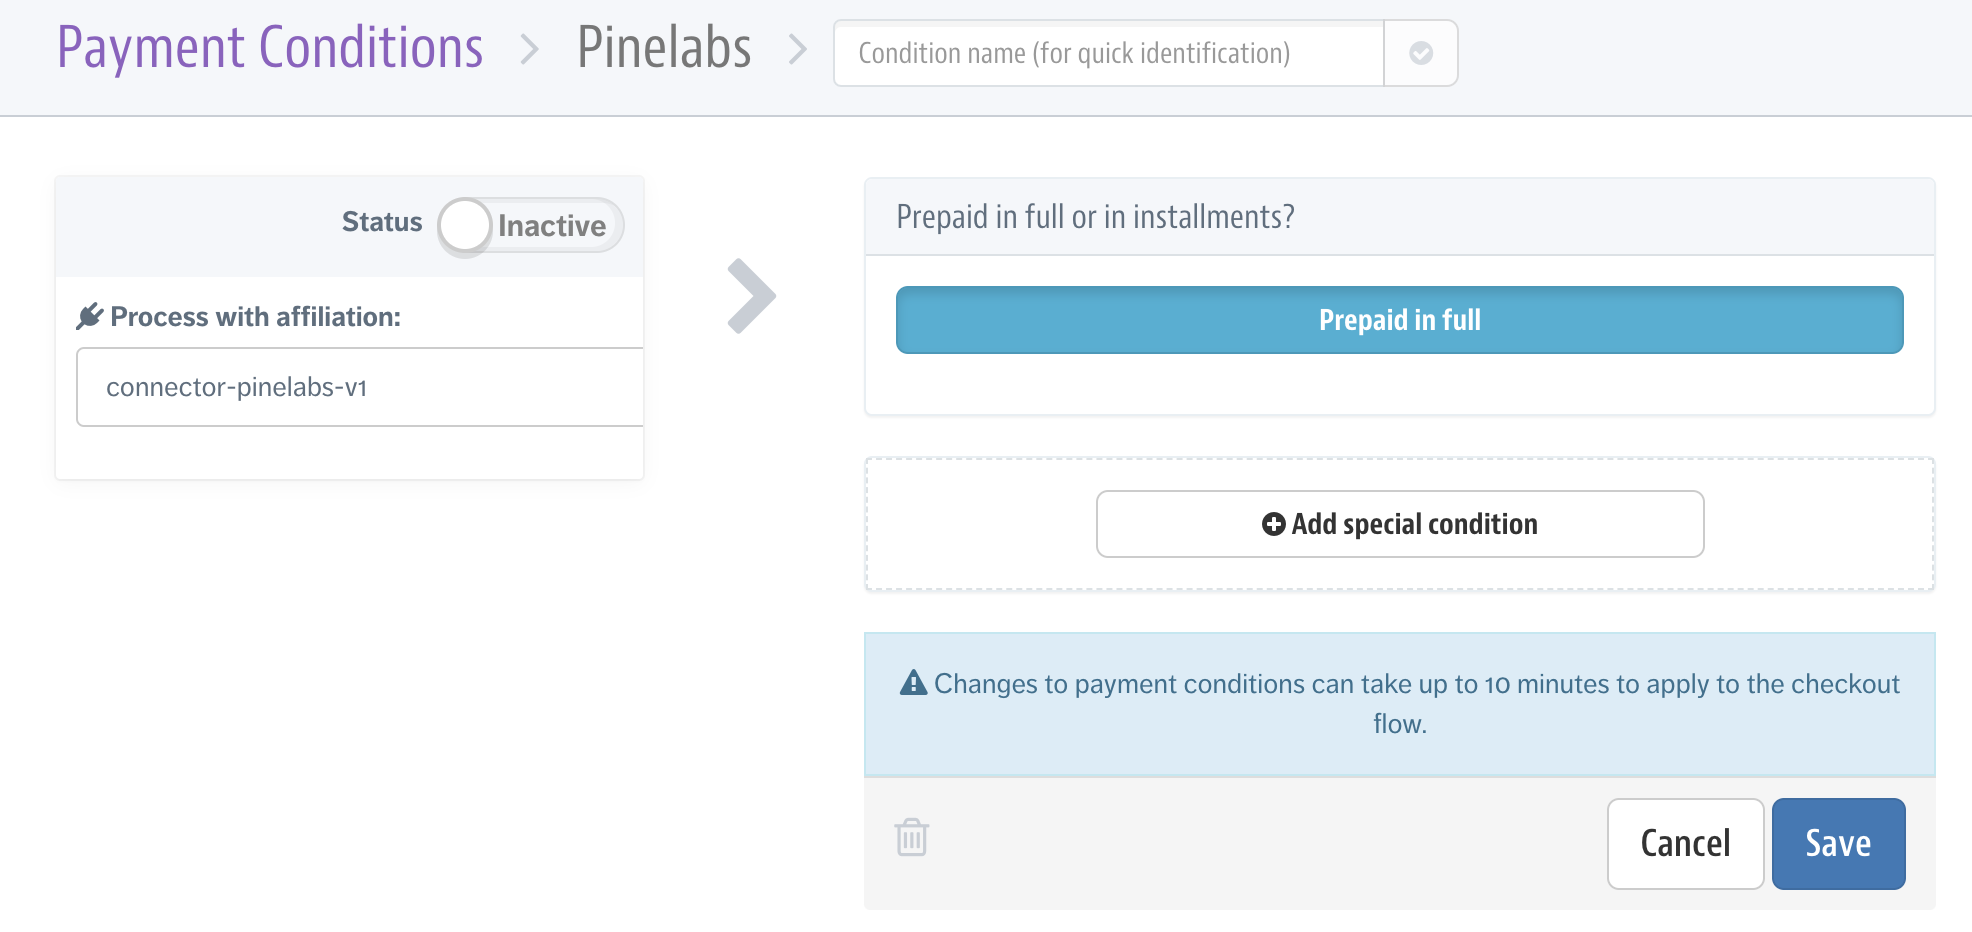 Payment Conditions
Pinelabs
Condition name (for quick identification)
Status
Inactive
Process with affiliation:
connector-pinelabs-v1
Prepaid in full or in installments?
Prepaid in full
Add special condition
Changes to payment conditions can take up to 10 minutes to apply to the checkout
flow.
Cancel
Save